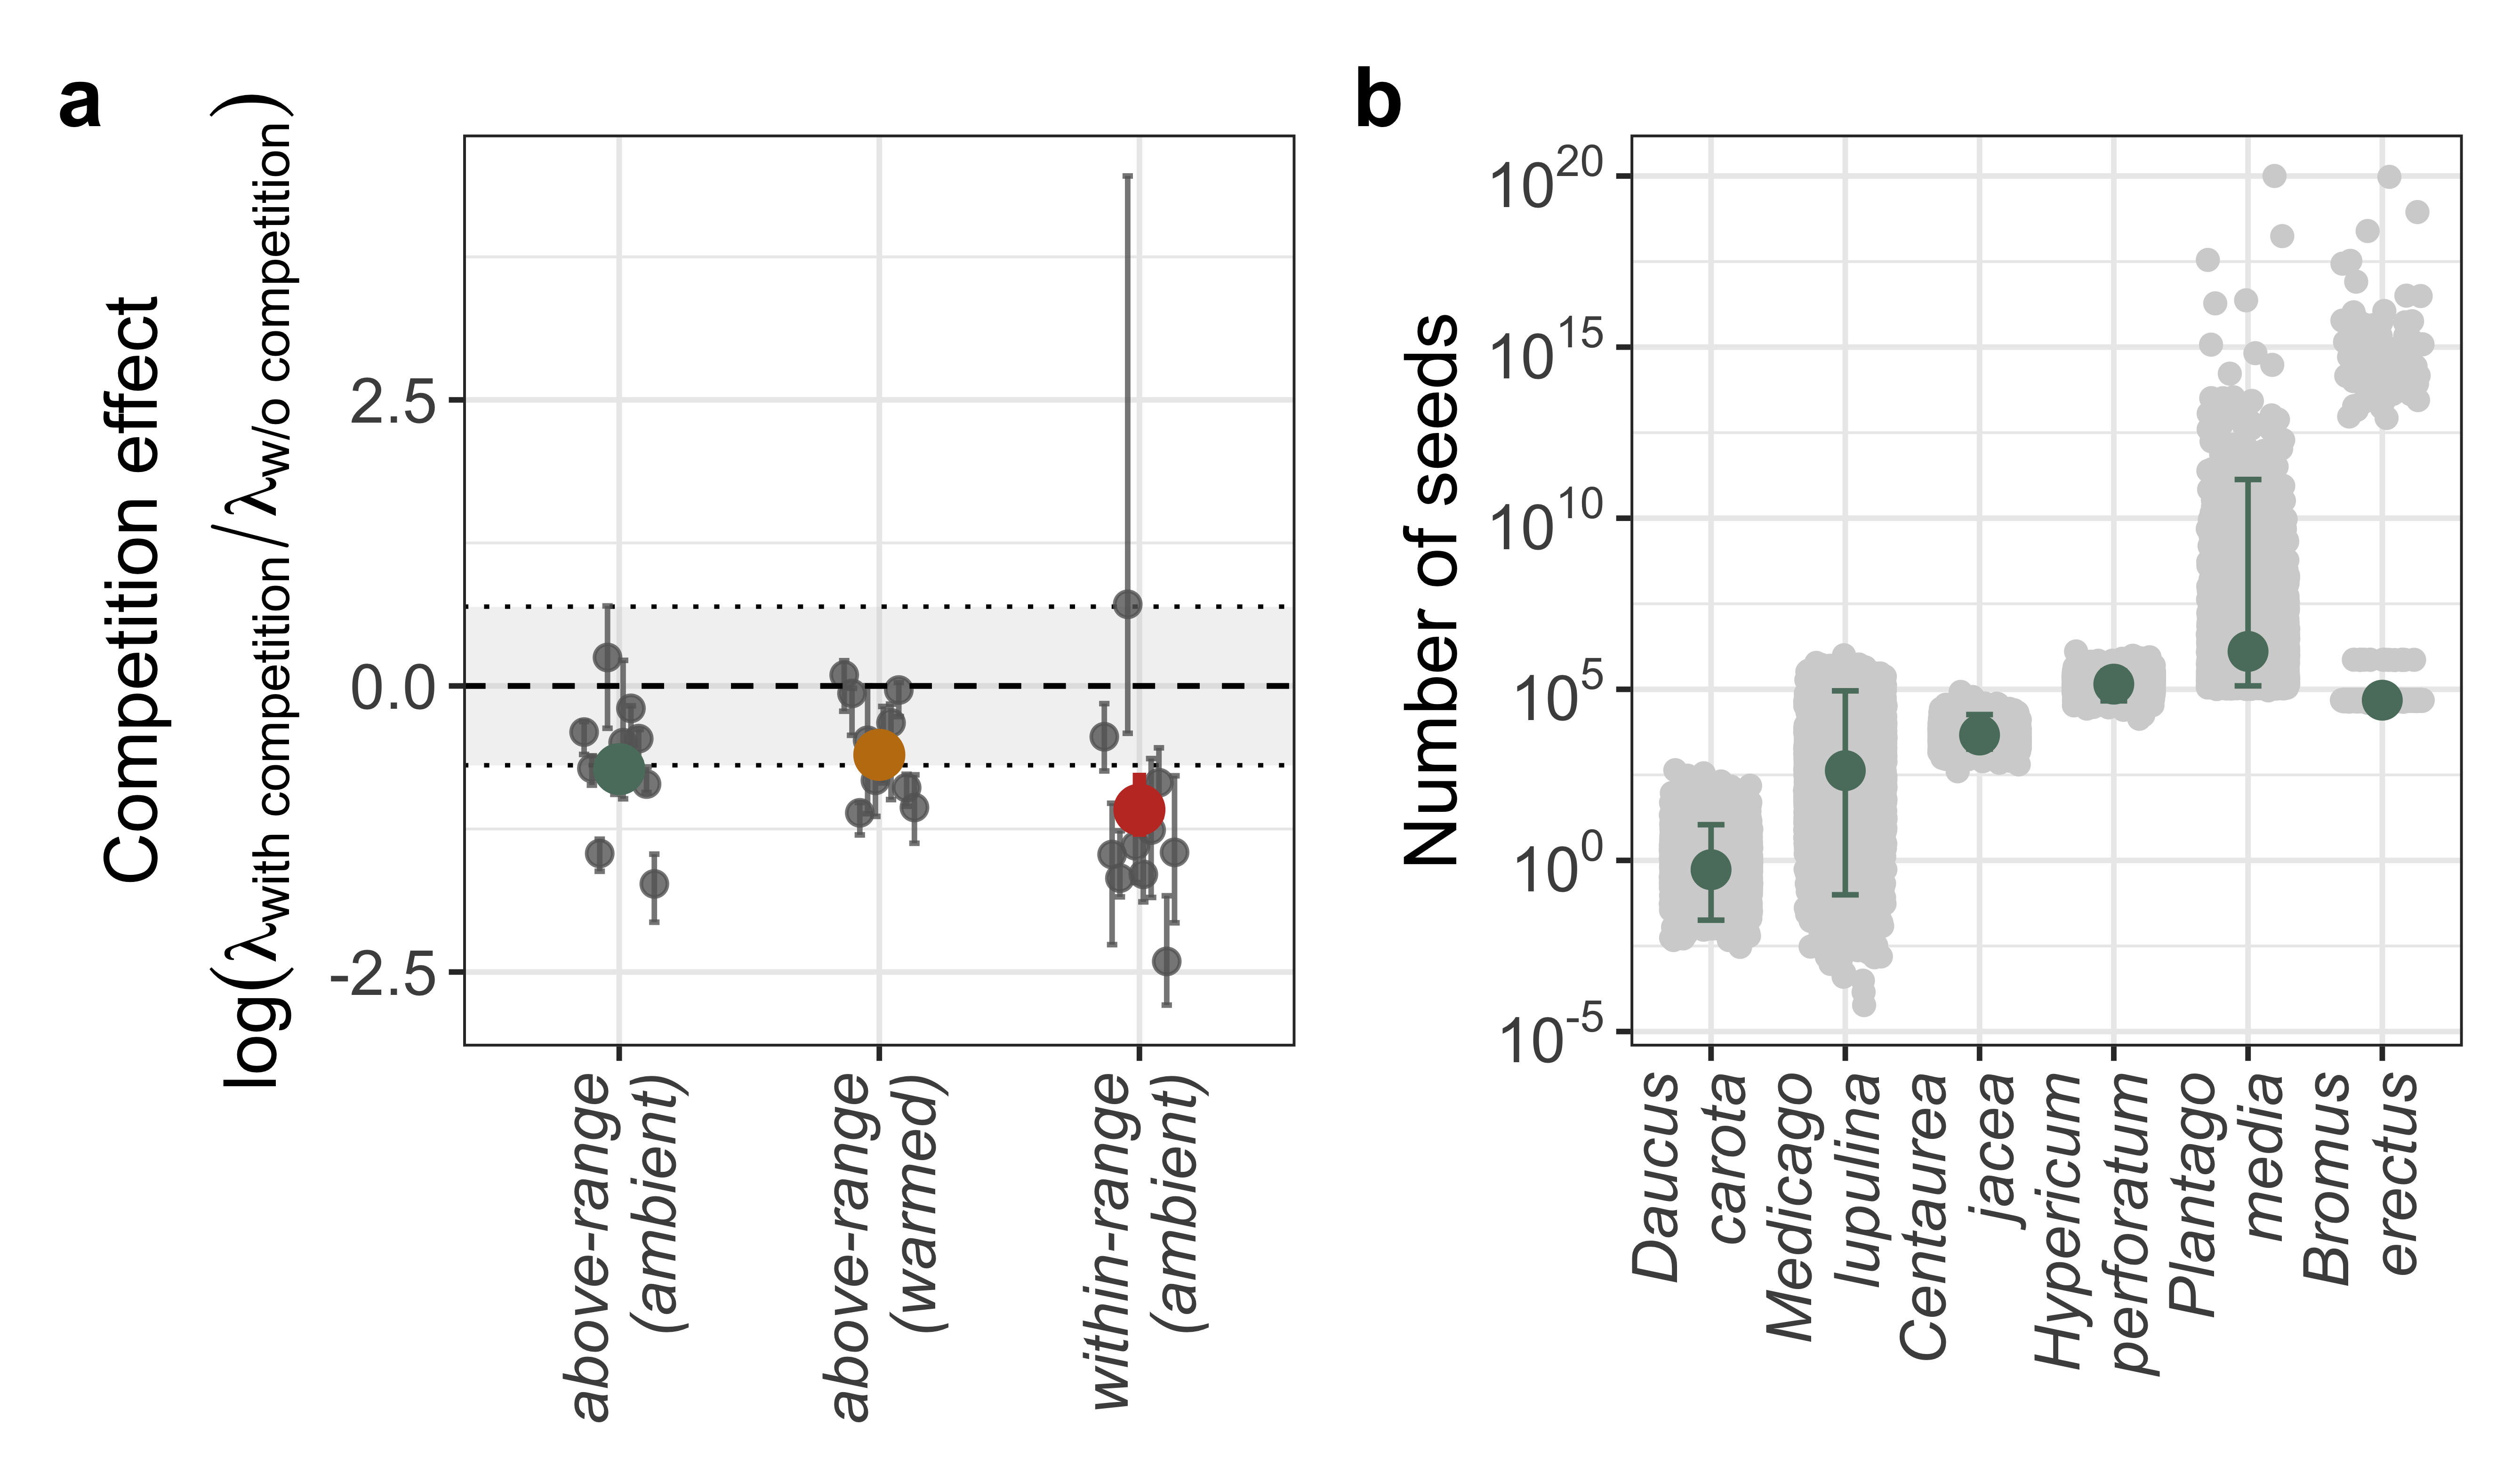 a
Competition effect
log(λwith competition / λw/o competition)
2.5
0.0
-2.5
above-range
(ambient)
above-range
(warmed)
within-range
(ambient)
b
Number of seeds
10^20
10^15
10^10
10^5
10^0
10^-5
Daucus
carota
Medicago
lupulina
Centaurea
jacea
Hypericum
perforatum
Plantago
media
Bromus
erectus